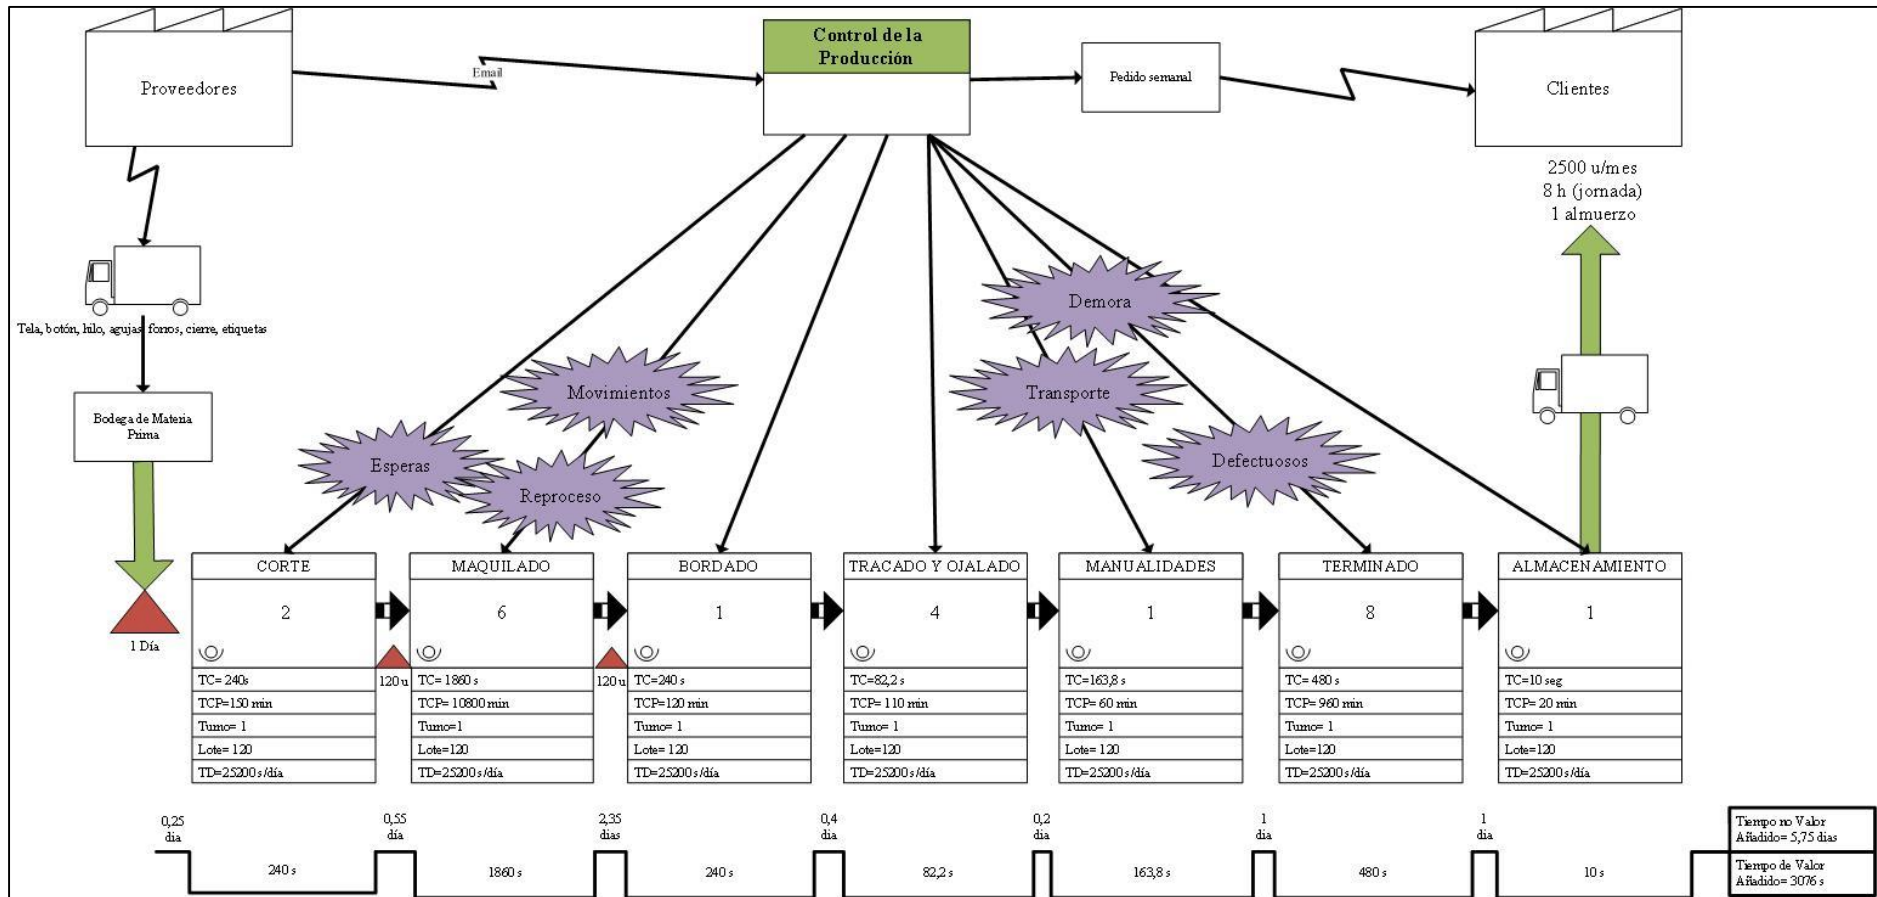 Proveedores
Email
Control de la
Producción
Pedido semanal
Clientes
2500 u/mes
8 h (jornada)
1 almuerzo
Tela, botón, hilo, agujas, forros, cierre, etiquetas
Bodega de Materia
Prima
1 Día
Esperas
Movimientos
Reproceso
Demora
Transporte
Defectuosos
CORTE
2
TC= 240s
TCP=150 min
Turno= 1
Lote= 120
TD=25200 s/día
120 u
MAQUILADO
6
TC= 1860 s
TCP= 10800 min
Turno=1
Lote=120
TD=25200 s/día
120 u
BORDADO
1
TC=240 s
TCP=120 min
Turno= 1
Lote=120
TD=25200 s/día
TRACADO Y OJALADO
4
TC=82,2 s
TCP= 110 min
Turno= 1
Lote=120
TD=25200 s/día
MANUALIDADES
1
TC=163,8 s
TCP= 60 min
Turno= 1
Lote=120
TD=25200 s/día
TERMINADO
8
TC= 480 s
TCP= 960 min
Turno= 1
Lote=120
TD=25200 s/día
ALMACENAMIENTO
1
TC=10 seg
TCP= 20 min
Turno= 1
Lote=120
TD=25200 s/día
0,25
dia
240 s
0,55
día
1860 s
2,35
dias
240 s
0,4
dia
82,2 s
0,2
dia
163,8 s
1
dia
480 s
1
dia
10 s
Tiempo no Valor
Añadido= 5,75 dias
Tiempo de Valor
Añadido= 3076 s